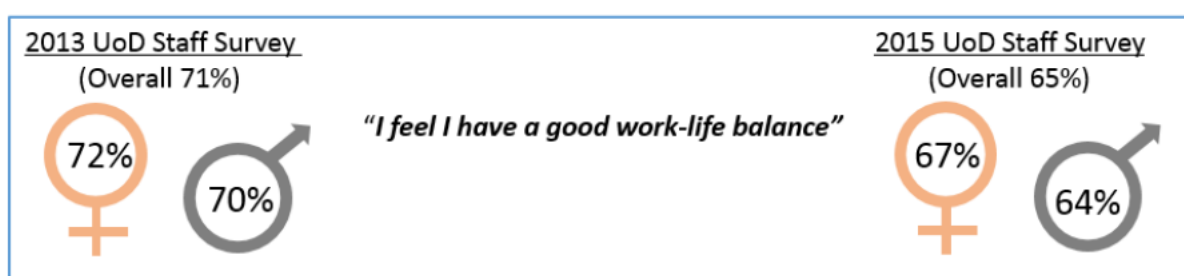 2013 UoD Staff Survey
(Overall 71%)
72%
70%
“I feel I have a good work-life balance”
2015 UoD Staff Survey
(Overall 65%)
67%
64%